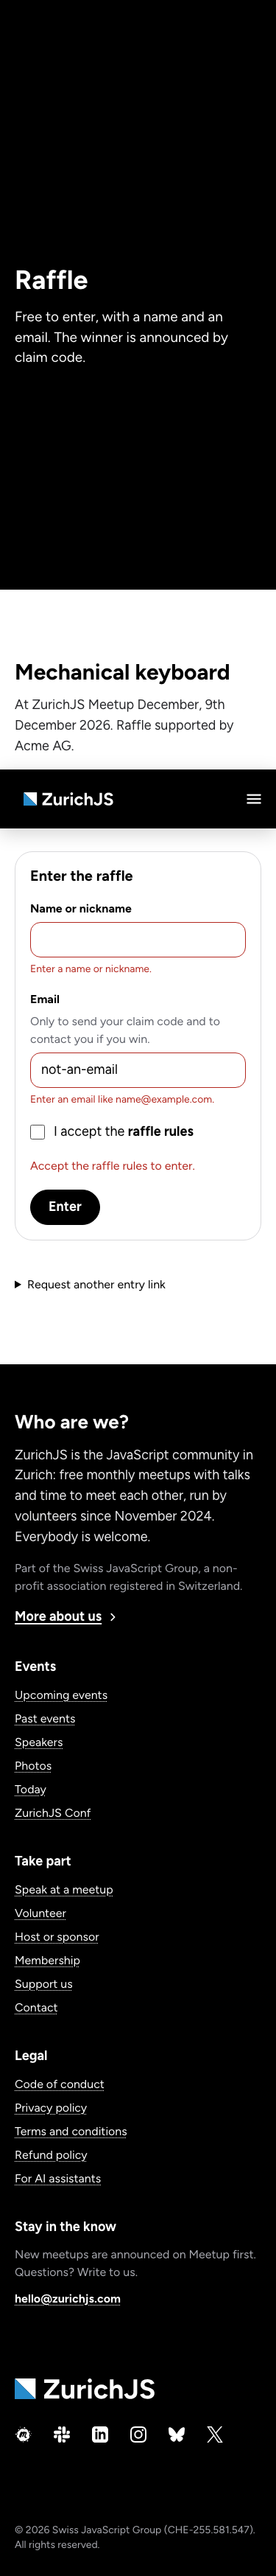 Raffle
Free to enter, with a name and an
email. The winner is announced by
claim code.
Mechanical keyboard
At ZurichJS Meetup December, 9th
December 2026. Raffle supported by
Acme AG.
ZurichJS
Enter the raffle
Name or nickname
Enter a name or nickname.
Email
Only to send your claim code and to
contact you if you win.
not-an-email
Enter an email like name@example.com.
I accept the raffle rules
Accept the raffle rules to enter.
Enter
Request another entry link
Who are we?
ZurichJS is the JavaScript community in
Zurich: free monthly meetups with talks
and time to meet each other, run by
volunteers since November 2024.
Everybody is welcome.
Part of the Swiss JavaScript Group, a non-
profit association registered in Switzerland.
More about us
Events
Upcoming events
Past events
Speakers
Photos
Today
ZurichJS Conf
Take part
Speak at a meetup
Volunteer
Host or sponsor
Membership
Support us
Contact
Legal
Code of conduct
Privacy policy
Terms and conditions
Refund policy
For AI assistants
Stay in the know
New meetups are announced on Meetup first.
Questions? Write to us.
hello@zurichjs.com
ZurichJS
© 2026 Swiss JavaScript Group (CHE-255.581.547).
All rights reserved.